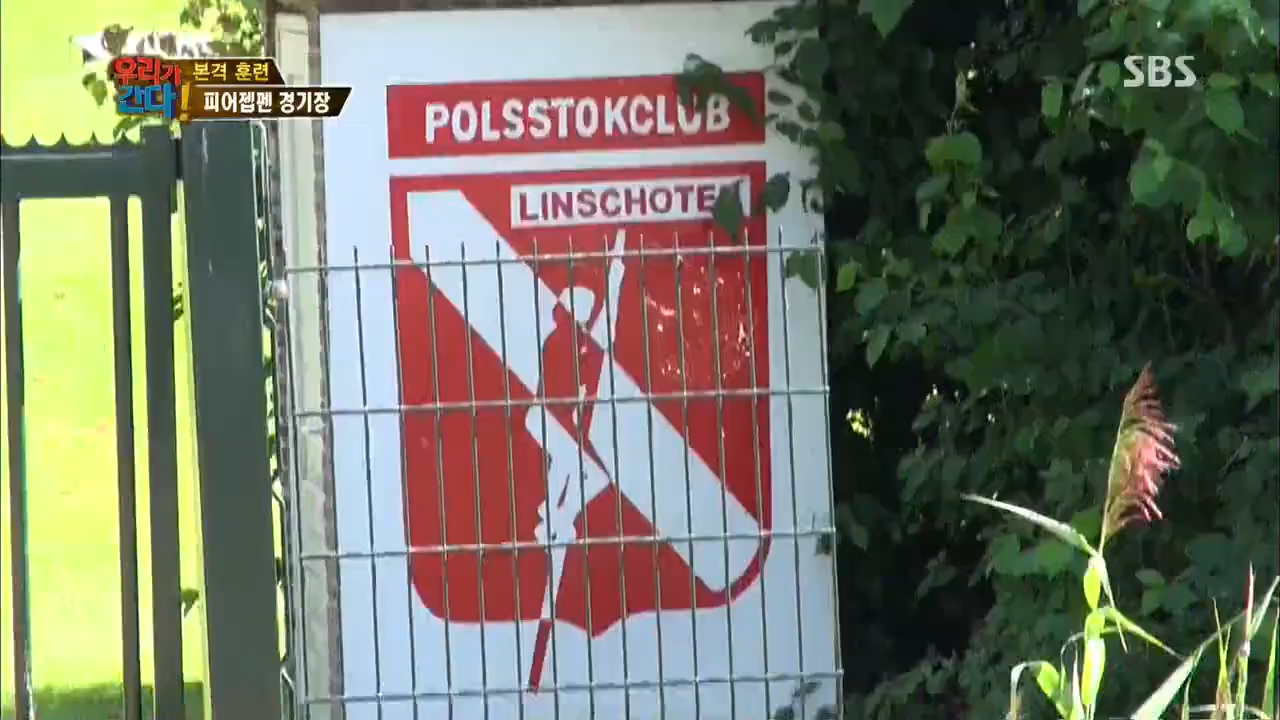 우리가 간다!
본격 훈련
피어젭펜 경기장
SBS
POLSSTOKCLUB
LINSCHOTEN